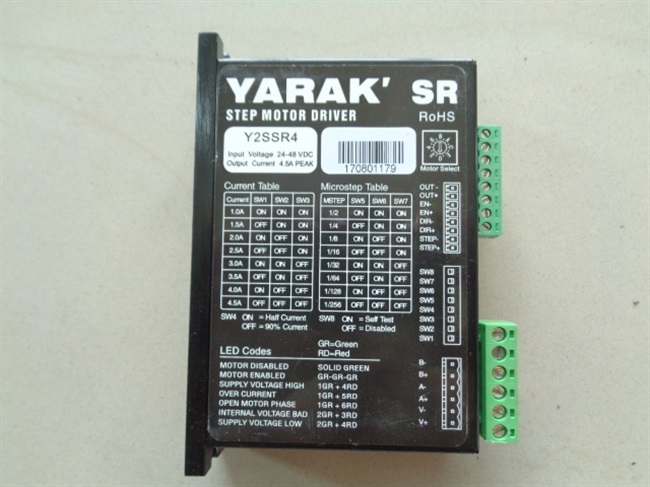 YARAK' SR
STEP MOTOR DRIVER RoHS
Y2SSR4
Input Voltage 24-48 VDC
Output Current 4.5A PEAK
170801179
Motor Select
Current Table
Current SW1 SW2 SW3
1.0A ON ON ON
1.5A OFF ON ON
2.0A ON OFF ON
2.5A OFF OFF ON
3.0A ON ON OFF
3.5A OFF ON OFF
4.0A ON OFF OFF
4.5A OFF OFF OFF
SW4 ON = Half Current
OFF = 90% Current
Microstep Table
MSTEP SW5 SW6 SW7
1/2 ON ON ON
1/4 OFF ON ON
1/8 ON OFF ON
1/16 OFF OFF ON
1/32 ON ON OFF
1/64 OFF ON OFF
1/128 ON OFF OFF
1/256 OFF OFF OFF
SW8 ON = Self Test
OFF = Disabled
GR=Green
RD=Red
LED Codes
MOTOR DISABLED SOLID GREEN
MOTOR ENABLED GR-GR-GR
SUPPLY VOLTAGE HIGH 1GR + 4RD
OVER CURRENT 1GR + 5RD
OPEN MOTOR PHASE 1GR + 6RD
INTERNAL VOLTAGE BAD 2GR + 3RD
SUPPLY VOLTAGE LOW 2GR + 4RD
OUT -
OUT+
EN-
EN+
DIR-
DIR+
STEP-
STEP+
SW8
SW7
SW6
SW5
SW4
SW3
SW2
SW1
B-
B+
A-
A+
V-
V+